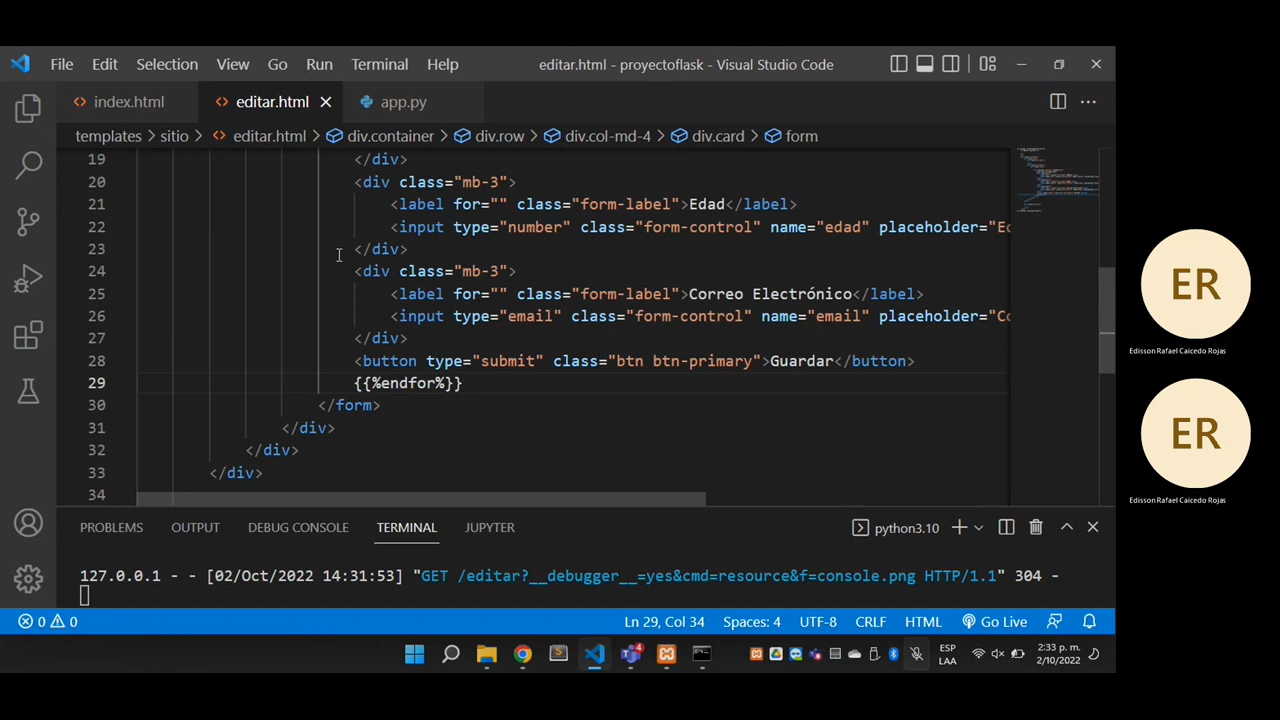 File Edit Selection View Go Run Terminal Help editar.html - proyectoflask - Visual Studio Code
index.html editar.html app.py
templates > sitio > editar.html > div.container > div.row > div.col-md-4 > div.card > form
19 </div>
20 <div class="mb-3">
21 <label for="" class="form-label">Edad</label>
22 <input type="number" class="form-control" name="edad" placeholder="Ed
23 </div>
24 <div class="mb-3">
25 <label for="" class="form-label">Correo Electrónico</label>
26 <input type="email" class="form-control" name="email" placeholder="Co
27 </div>
28 <button type="submit" class="btn btn-primary">Guardar</button>
29 {{%endfor%}}
30 </form>
31 </div>
32 </div>
33 </div>
34
PROBLEMS OUTPUT DEBUG CONSOLE TERMINAL JUPYTER python3.10
127.0.0.1 - - [02/Oct/2022 14:31:53] "GET /editar?__debugger__=yes&cmd=resource&f=console.png HTTP/1.1" 304 -
0 0 Ln 29, Col 34 Spaces: 4 UTF-8 CRLF HTML Go Live
4 ESP LAA 2:33 p. m. 2/10/2022
ER
Edisson Rafael Caicedo Rojas
ER
Edisson Rafael Caicedo Rojas